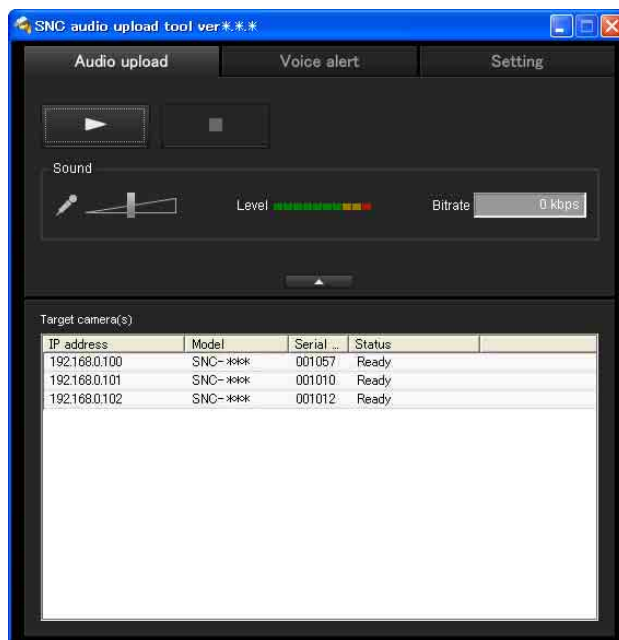 SNC audio upload tool ver*.*.*
Audio upload Voice alert Setting
Sound
Level Bitrate 0 kbps
Target camera(s)
IP address Model Serial ... Status
192.168.0.100 SNC-*** 001057 Ready
192.168.0.101 SNC-*** 001010 Ready
192.168.0.102 SNC-*** 001012 Ready